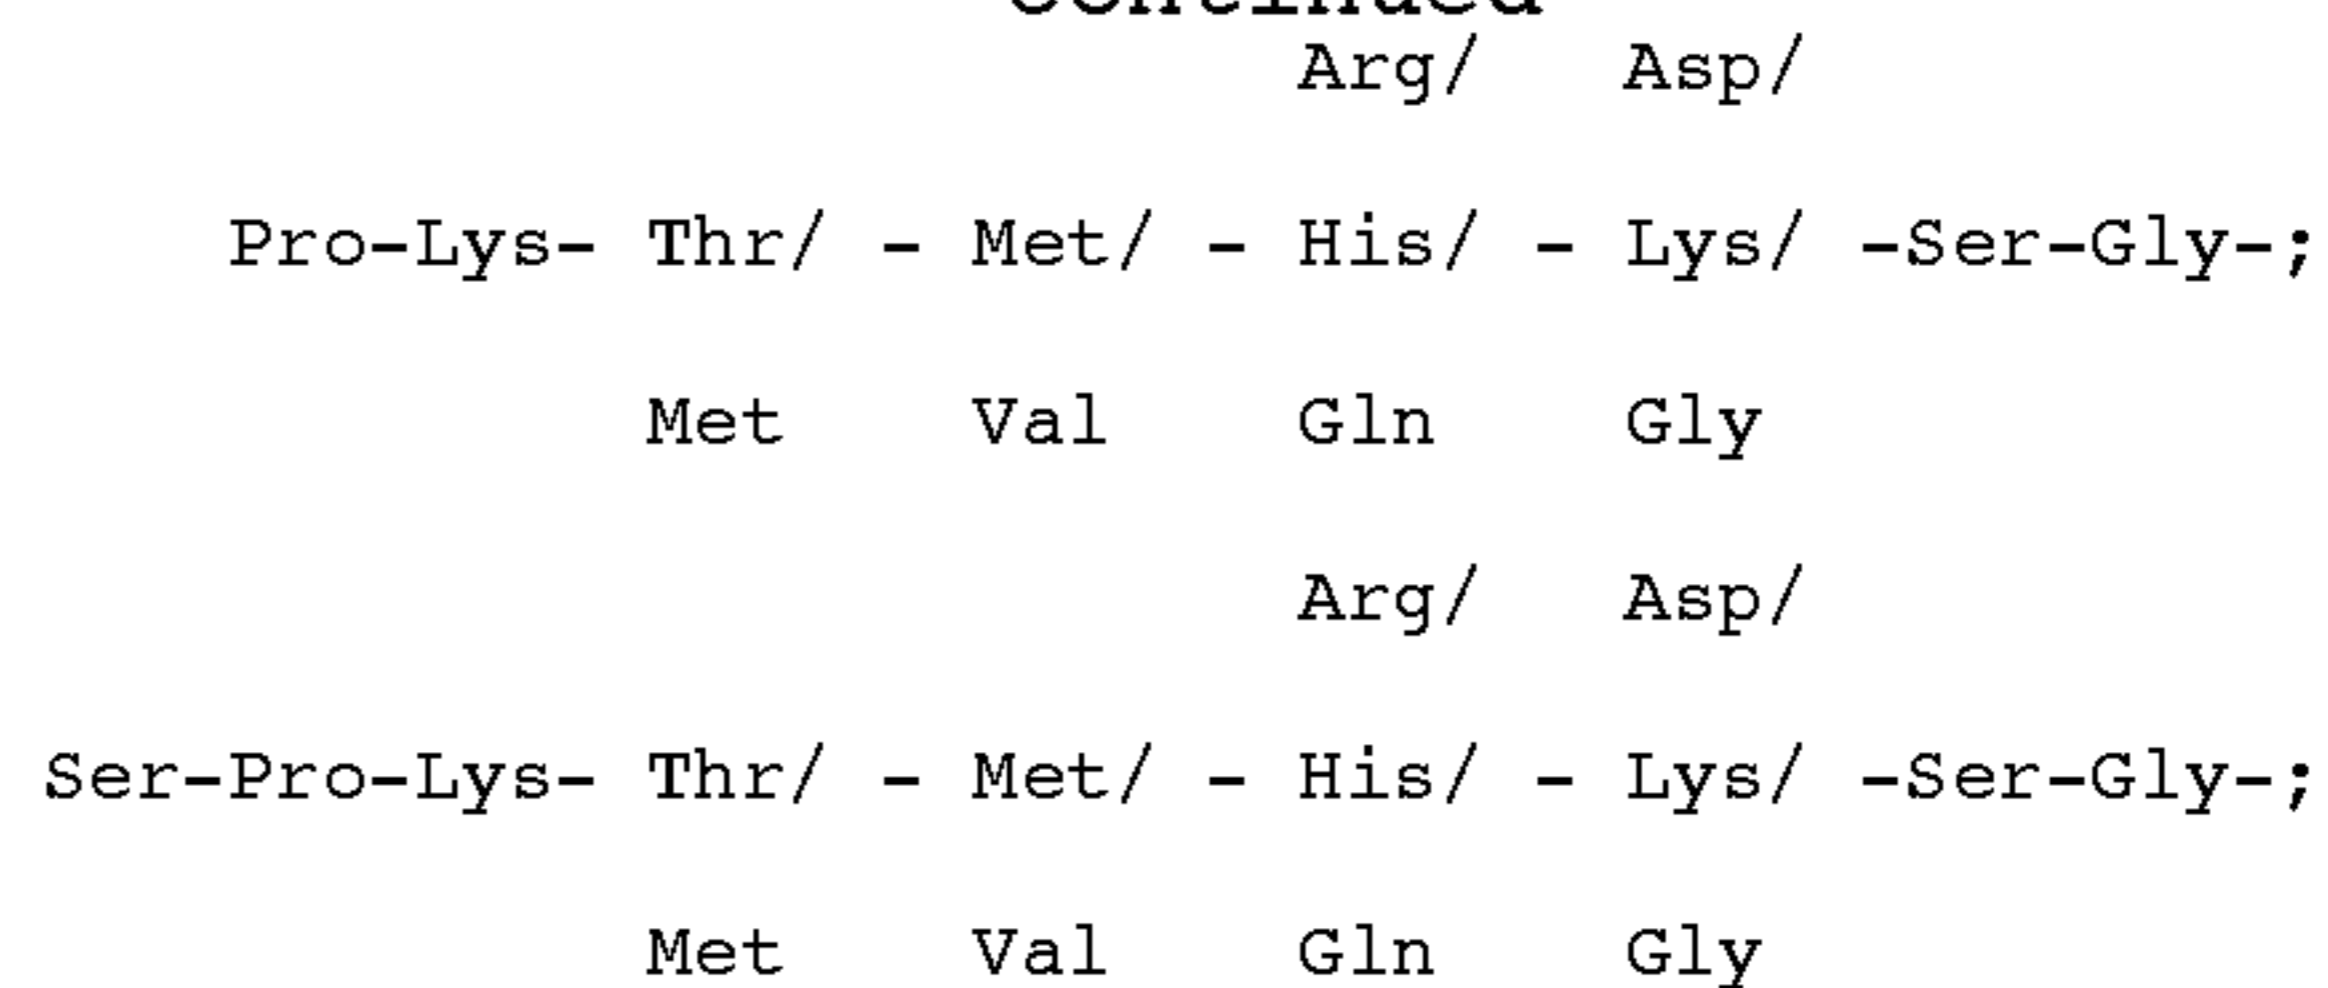 Arg/ Asp/
Pro-Lys- Thr/ - Met/ - His/ - Lys/ -Ser-Gly-;
Met Val Gln Gly
Arg/ Asp/
Ser-Pro-Lys- Thr/ - Met/ - His/ - Lys/ -Ser-Gly-;
Met Val Gln Gly